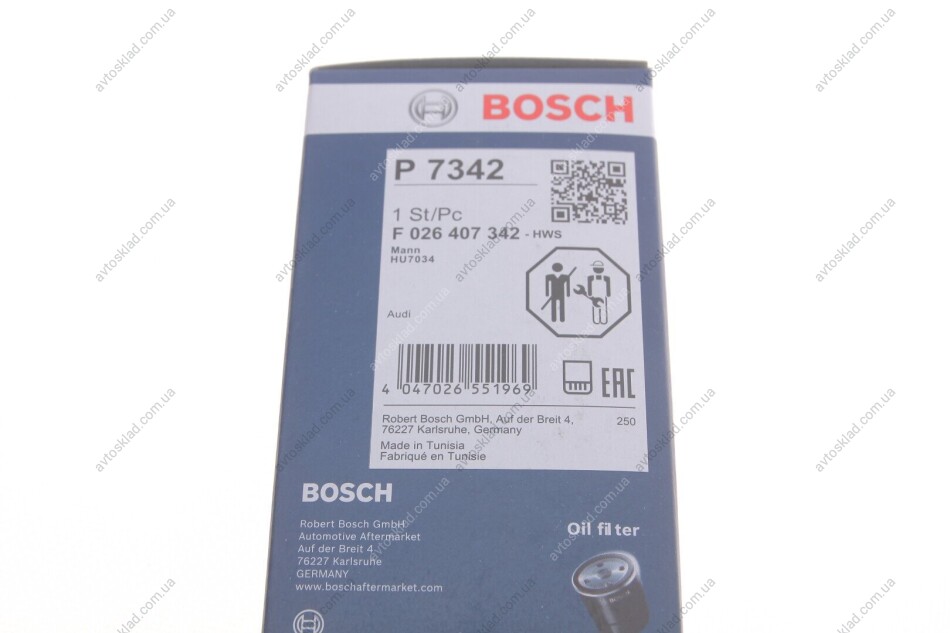 BOSCH
P 7342
1 St/Pc
F 026 407 342 - HWS
Mann
HU7034
Audi
4 047026 551969
EAC
Robert Bosch GmbH, Auf der Breit 4,
76227 Karlsruhe, Germany
250
Made in Tunisia
Fabriqué en Tunisie
BOSCH
Robert Bosch GmbH
Automotive Aftermarket
Auf der Breit 4
76227 Karlsruhe
GERMANY
www.boschaftermarket.com
Oil filter
avtosklad.com.ua